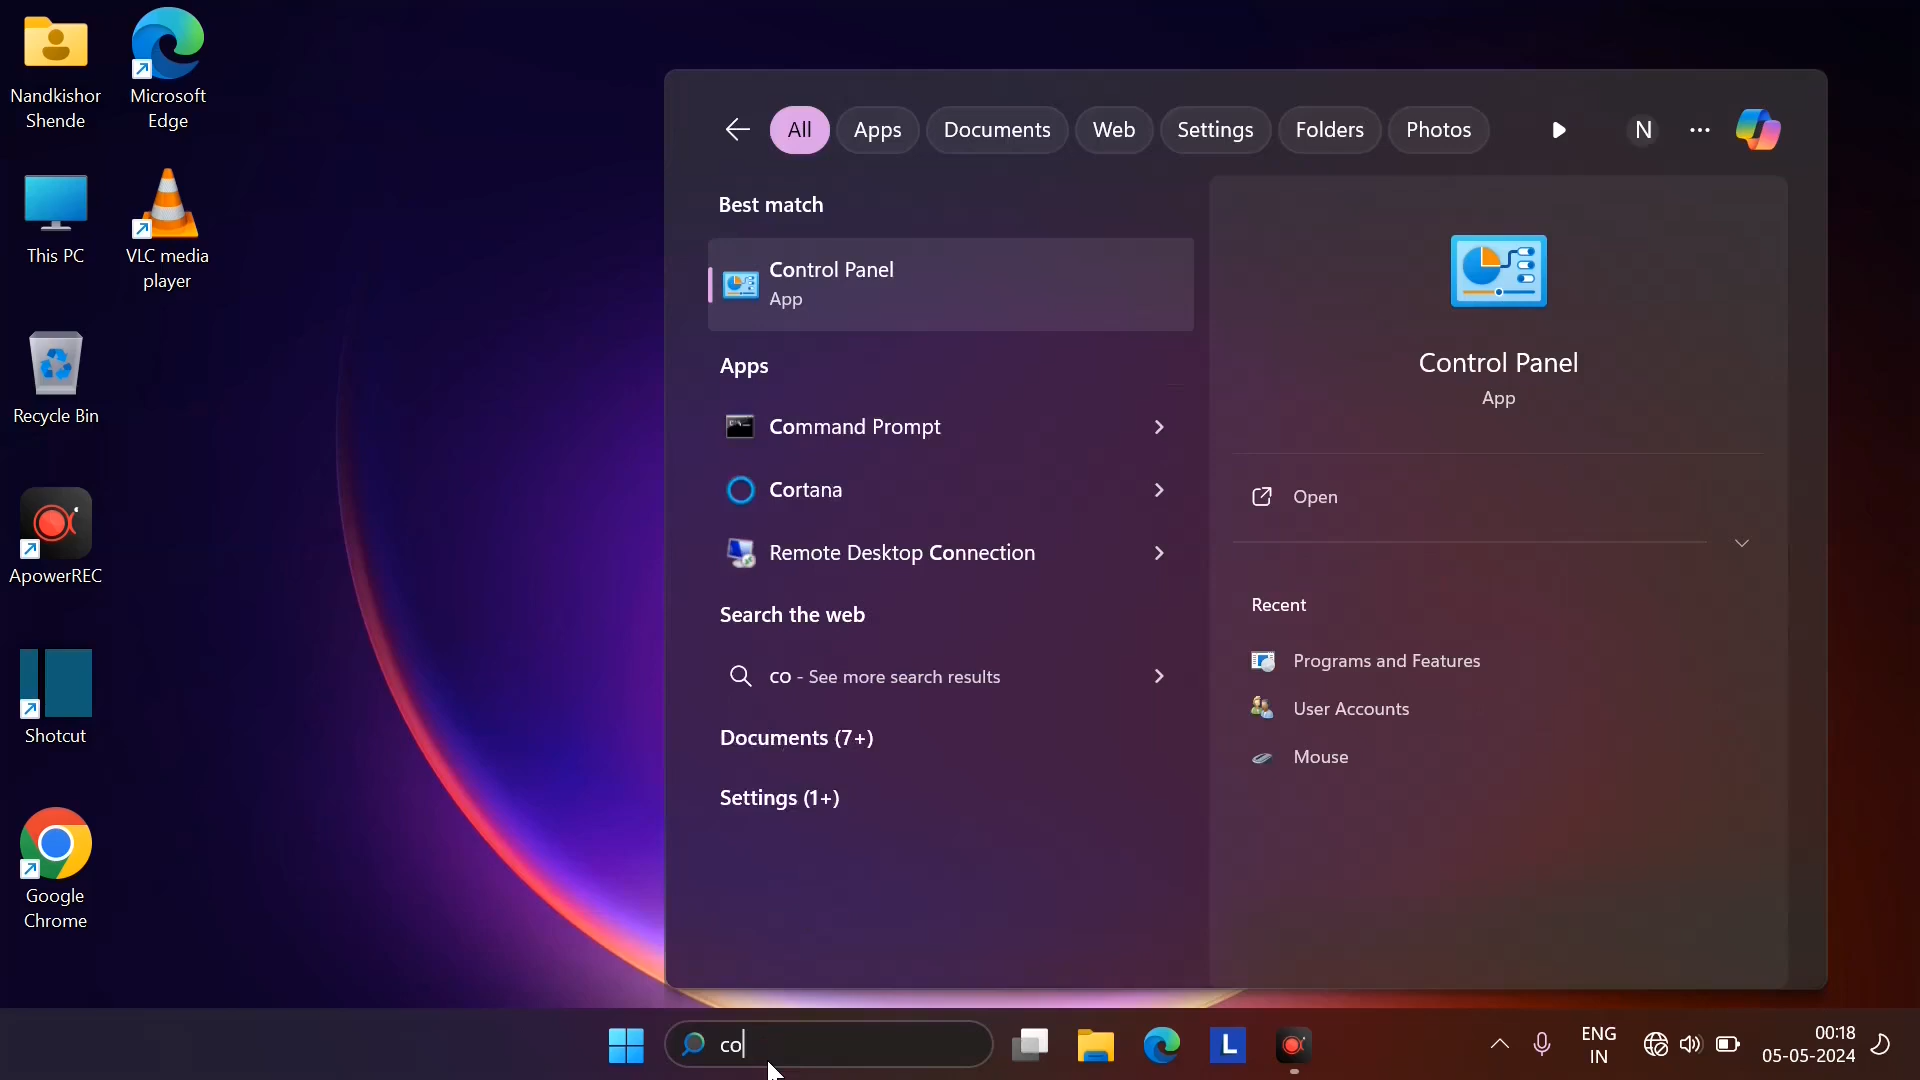 Nandkishor
Shende
Microsoft
Edge
This PC
VLC media
player
Recycle Bin
ApowerREC
Shotcut
Google
Chrome
All
Apps
Documents
Web
Settings
Folders
Photos
N
Best match
Control Panel
App
Apps
Command Prompt
Cortana
Remote Desktop Connection
Search the web
co - See more search results
Documents (7+)
Settings (1+)
Control Panel
App
Open
Recent
Programs and Features
User Accounts
Mouse
co
L
ENG
IN
00:18
05-05-2024